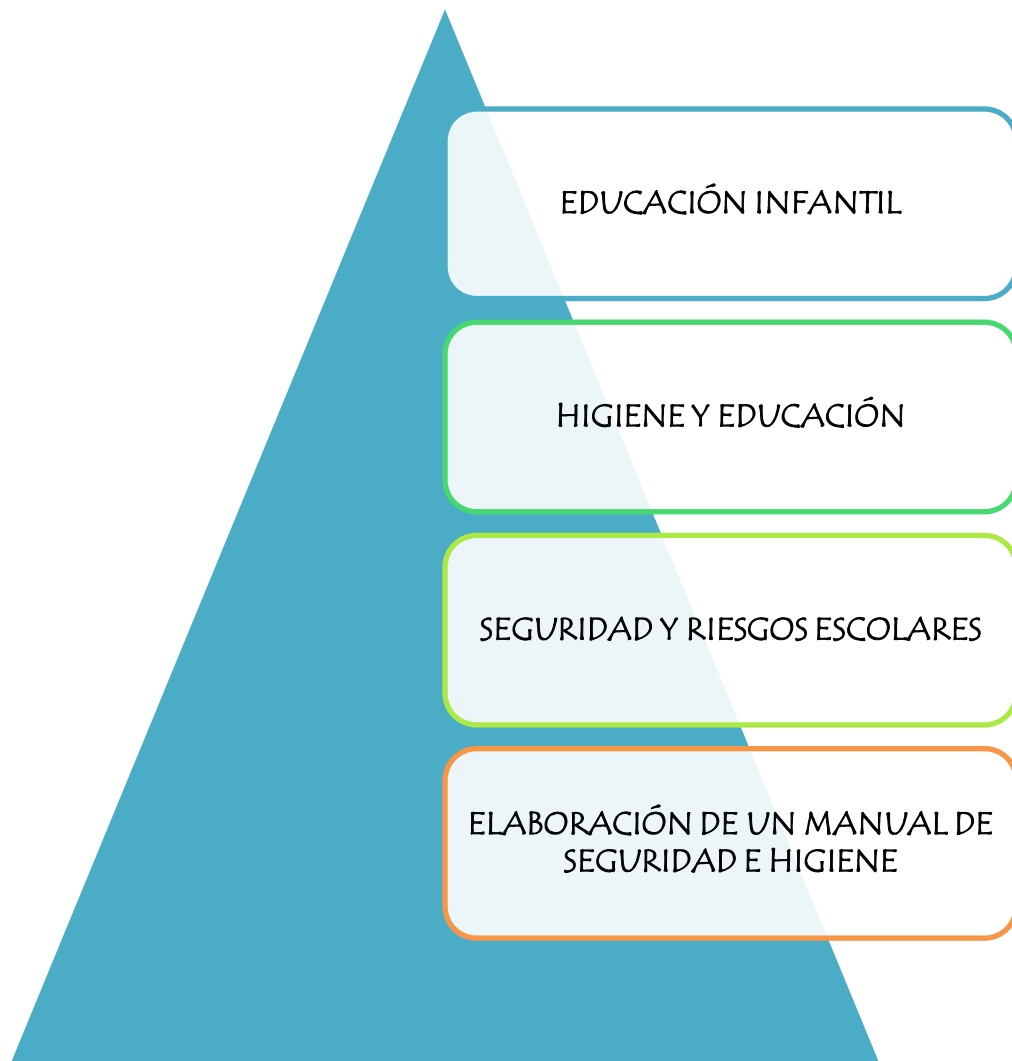 EDUCACIÓN INFANTIL
HIGIENE Y EDUCACIÓN
SEGURIDAD Y RIESGOS ESCOLARES
ELABORACIÓN DE UN MANUAL DE
SEGURIDAD E HIGIENE